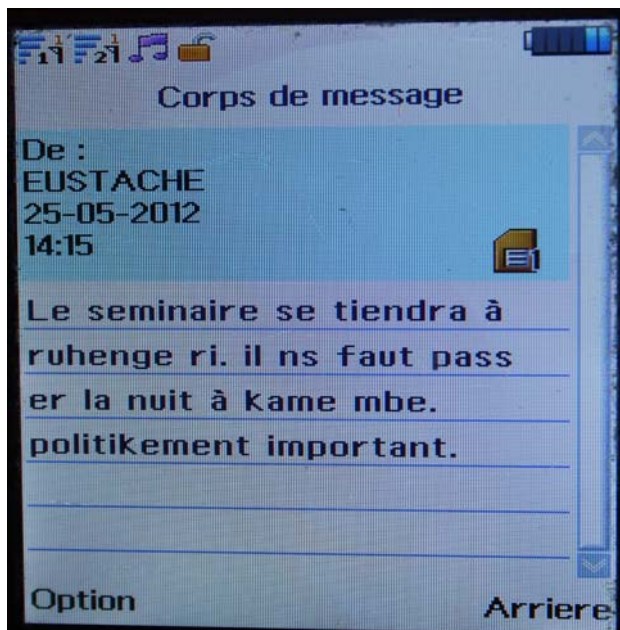 Corps de message
De :
EUSTACHE
25-05-2012
14:15
Le seminaire se tiendra à
ruhenge ri. il ns faut pass
er la nuit à kame mbe.
politikement important.
Option Arriere